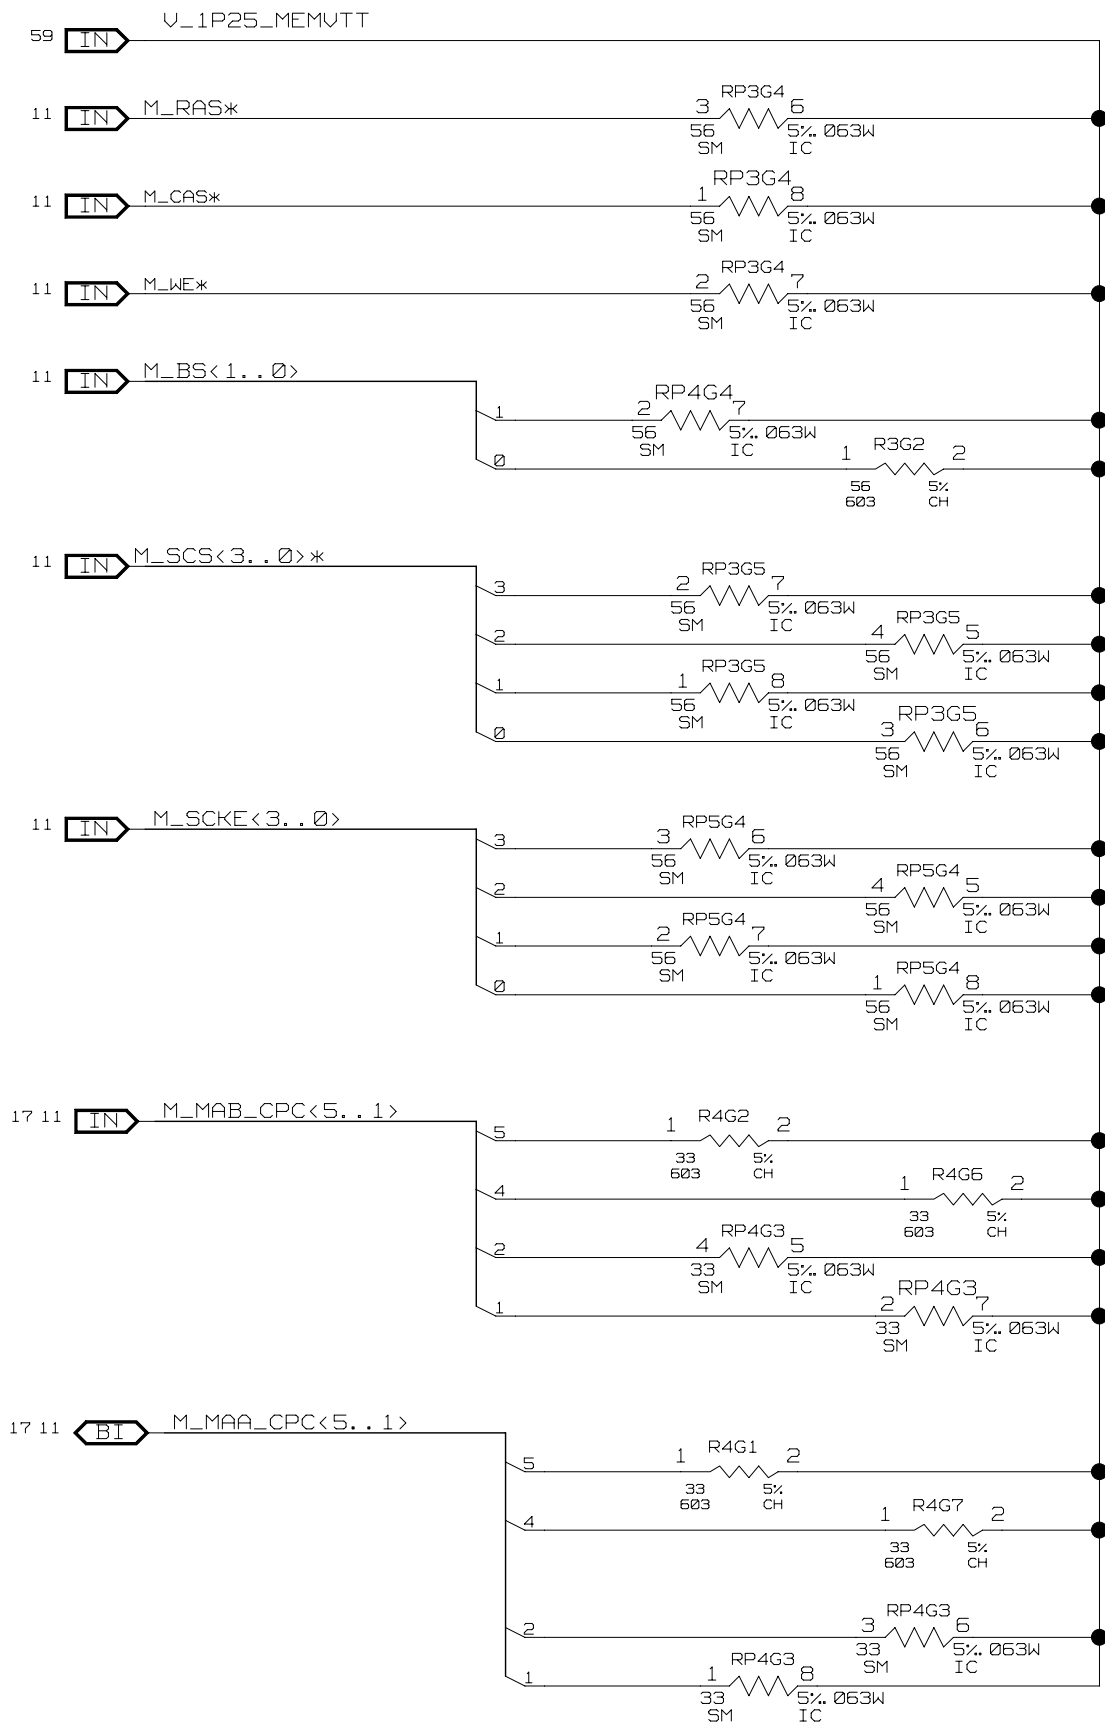 V_1P25_MEMVTT
59 IN
RP3G4
11 IN M_RAS* 3 6
56 5%. .063W
SM IC
RP3G4
11 IN M_CAS* 1 8
56 5%. .063W
SM IC
RP3G4
11 IN M_WE* 2 7
56 5%. .063W
SM IC
11 IN M_BS<1..0>
RP4G4
1 2 7
56 5%. .063W
SM IC
R3G2
0 1 2
56 5%
603 CH
11 IN M_SCS<3..0>*
RP3G5
3 2 7
56 5%. .063W
SM IC
RP3G5
2 4 5
56 5%. .063W
SM IC
RP3G5
1 1 8
56 5%. .063W
SM IC
RP3G5
0 3 6
56 5%. .063W
SM IC
11 IN M_SCKE<3..0>
RP5G4
3 3 6
56 5%. .063W
SM IC
RP5G4
2 4 5
56 5%. .063W
SM IC
RP5G4
1 2 7
56 5%. .063W
SM IC
RP5G4
0 1 8
56 5%. .063W
SM IC
17 11 IN M_MAB_CPC<5..1>
R4G2
5 1 2
33 5%
603 CH
R4G6
4 1 2
33 5%
603 CH
RP4G3
2 4 5
33 5%. .063W
SM IC
RP4G3
1 2 7
33 5%. .063W
SM IC
17 11 BI M_MAA_CPC<5..1>
R4G1
5 1 2
33 5%
603 CH
R4G7
4 1 2
33 5%
603 CH
RP4G3
2 3 6
33 5%. .063W
SM IC
RP4G3
1 1 8
33 5%. .063W
SM IC